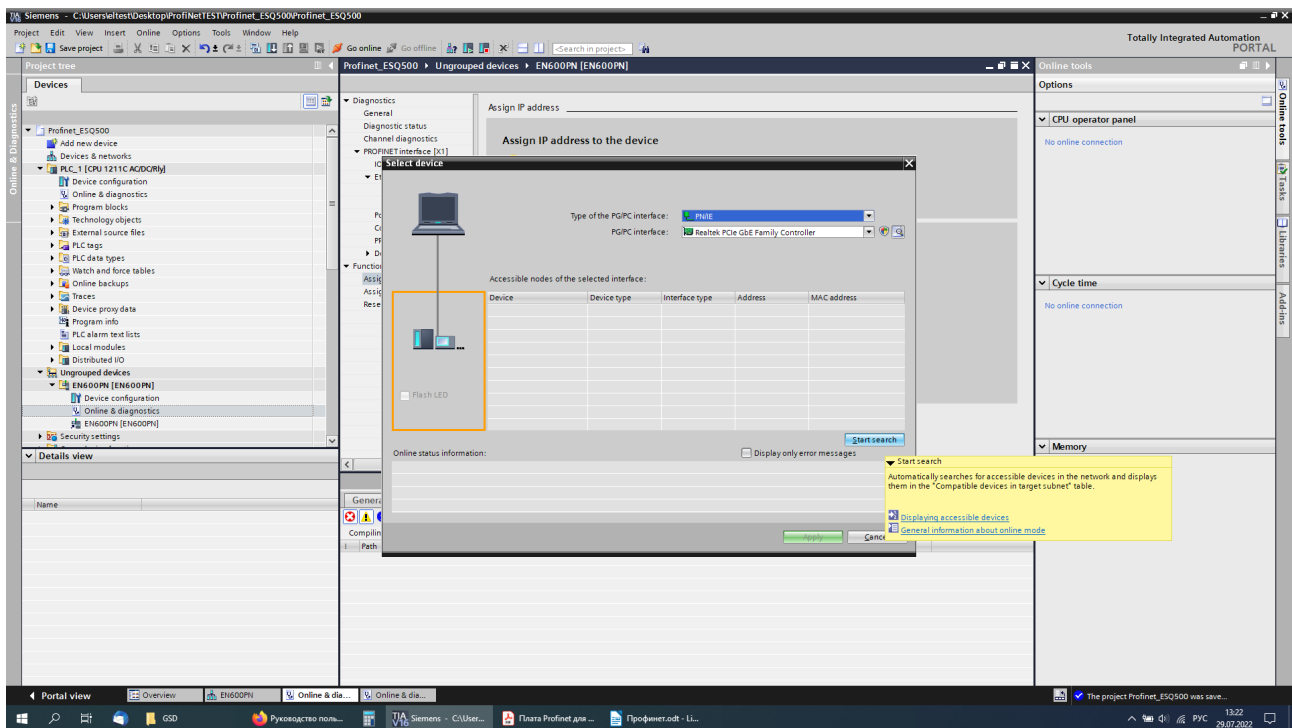 Siemens - C:\Users\eltest\Desktop\ProfiNetTEST\Profinet_ESQ500\Profinet_ESQ500
Project Edit View Insert Online Options Tools Window Help
Totally Integrated Automation
PORTAL
Save project
Go online
Go offline
<Search in project>
Project tree
Profinet_ESQ500 Ungrouped devices EN600PN [EN600PN]
Online tools
Devices
Options
Online & Diagnostics
Profinet_ESQ500
Add new device
Devices & networks
PLC_1 [CPU 1211C AC/DC/Rly]
Device configuration
Online & diagnostics
Program blocks
Technology objects
External source files
PLC tags
PLC data types
Watch and force tables
Online backups
Traces
Device proxy data
Program info
PLC alarm text lists
Local modules
Distributed I/O
Ungrouped devices
EN600PN [EN600PN]
Device configuration
Online & diagnostics
EN600PN [EN600PN]
Security settings
Details view
Name
Diagnostics
General
Diagnostic status
Channel diagnostics
PROFINET interface [X1]
Functio
Assig
Assig
Rese
Assign IP address
Assign IP address to the device
Select device
Type of the PG/PC interface: PN/IE
PG/PC interface: Realtek PCIe GbE Family Controller
Accessible nodes of the selected interface:
Device Device type Interface type Address MAC address
Flash LED
Start search
Online status information:
Display only error messages
Apply
Cance
Start search
Automatically searches for accessible devices in the network and displays
them in the "Compatible devices in target subnet" table.
Displaying accessible devices
General information about online mode
Genera
Compilin
! Path
CPU operator panel
No online connection
Cycle time
No online connection
Memory
Online tools
Tasks
Libraries
Add-ins
Portal view
Overview
EN600PN
Online & dia...
Online & dia...
The project Profinet_ESQ500 was save...
GSD
Руководство поль...
Siemens - C:\User...
Плата Profinet для ...
Профинет.odt - Li...
РУС
13:22
29.07.2022